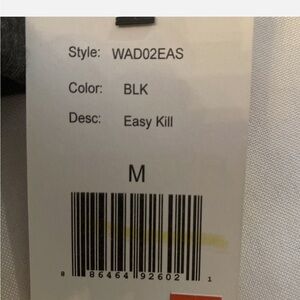 Style: WAD02EAS
Color: BLK
Desc: Easy Kill
M
8 86464 92602 1